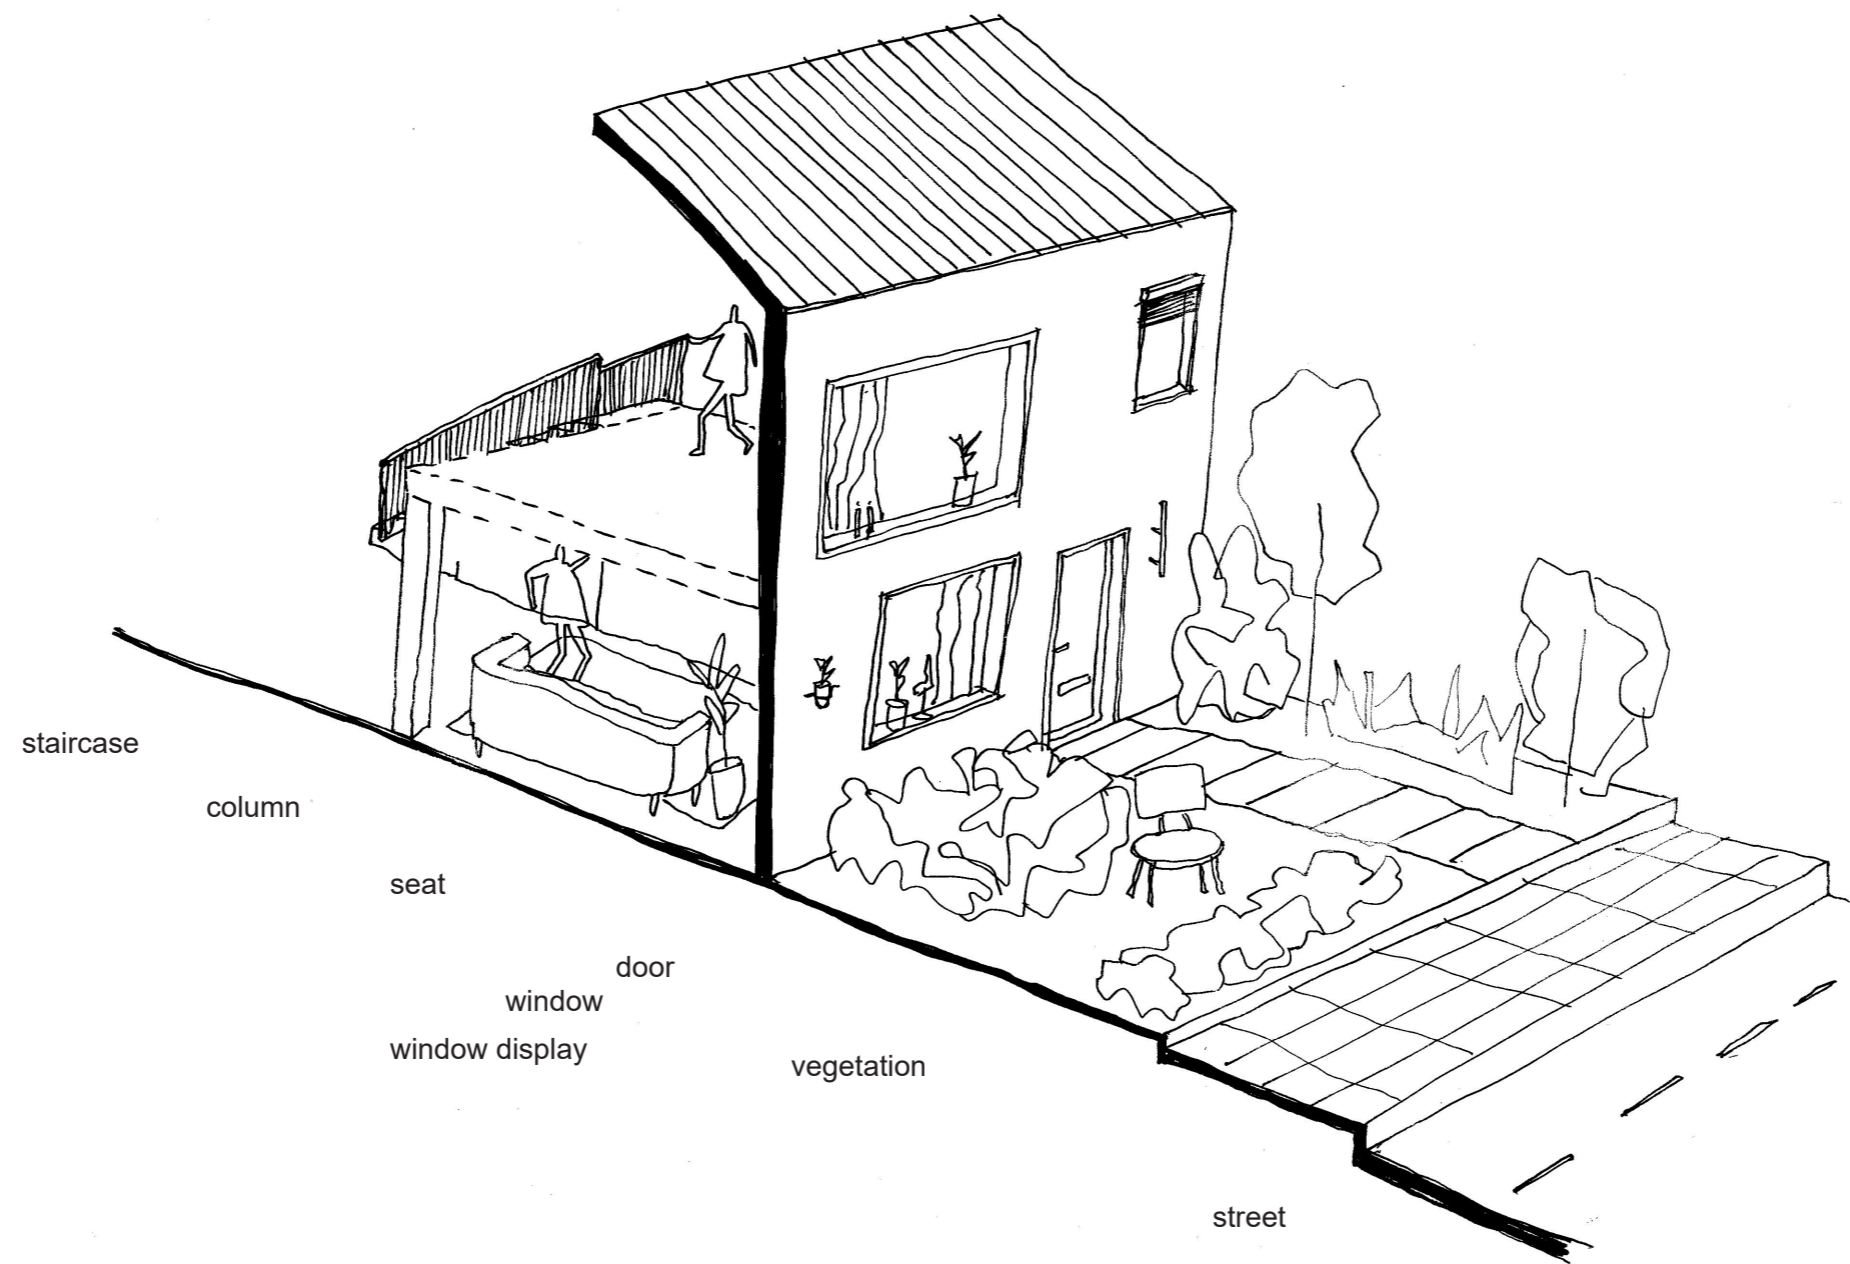 staircase
column
seat
door
window
window display
vegetation
street